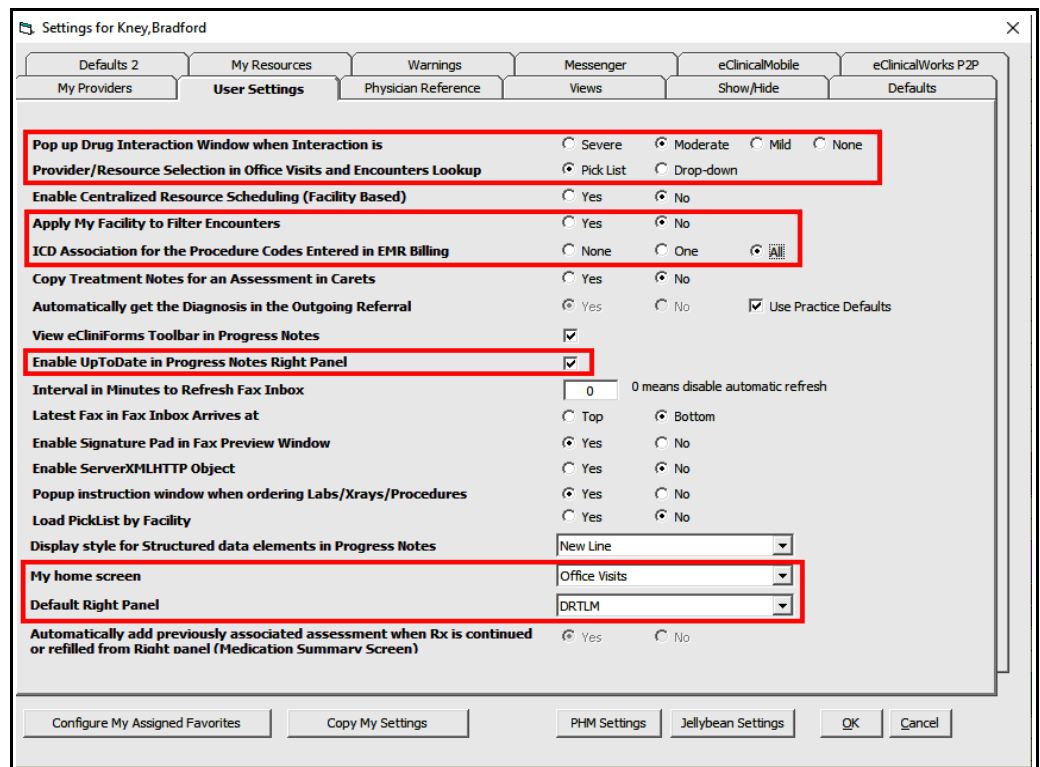 Settings for Kney,Bradford
Defaults 2 My Resources Warnings Messenger eClinicalMobile eClinicalWorks P2P
My Providers User Settings Physician Reference Views Show/Hide Defaults
Pop up Drug Interaction Window when Interaction is Severe Moderate Mild None
Provider/Resource Selection in Office Visits and Encounters Lookup Pick List Drop-down
Enable Centralized Resource Scheduling (Facility Based) Yes No
Apply My Facility to Filter Encounters Yes No
ICD Association for the Procedure Codes Entered in EMR Billing None One All
Copy Treatment Notes for an Assessment in Carets Yes No
Automatically get the Diagnosis in the Outgoing Referral Yes No Use Practice Defaults
View eCliniForms Toolbar in Progress Notes
Enable UpToDate in Progress Notes Right Panel
Interval in Minutes to Refresh Fax Inbox 0 0 means disable automatic refresh
Latest Fax in Fax Inbox Arrives at Top Bottom
Enable Signature Pad in Fax Preview Window Yes No
Enable ServerXMLHTTP Object Yes No
Popup instruction window when ordering Labs/Xrays/Procedures Yes No
Load PickList by Facility Yes No
Display style for Structured data elements in Progress Notes New Line
My home screen Office Visits
Default Right Panel DRTLM
Automatically add previously associated assessment when Rx is continued Yes No
or refilled from Right panel (Medication Summary Screen)
Configure My Assigned Favorites Copy My Settings PHM Settings Jellybean Settings OK Cancel